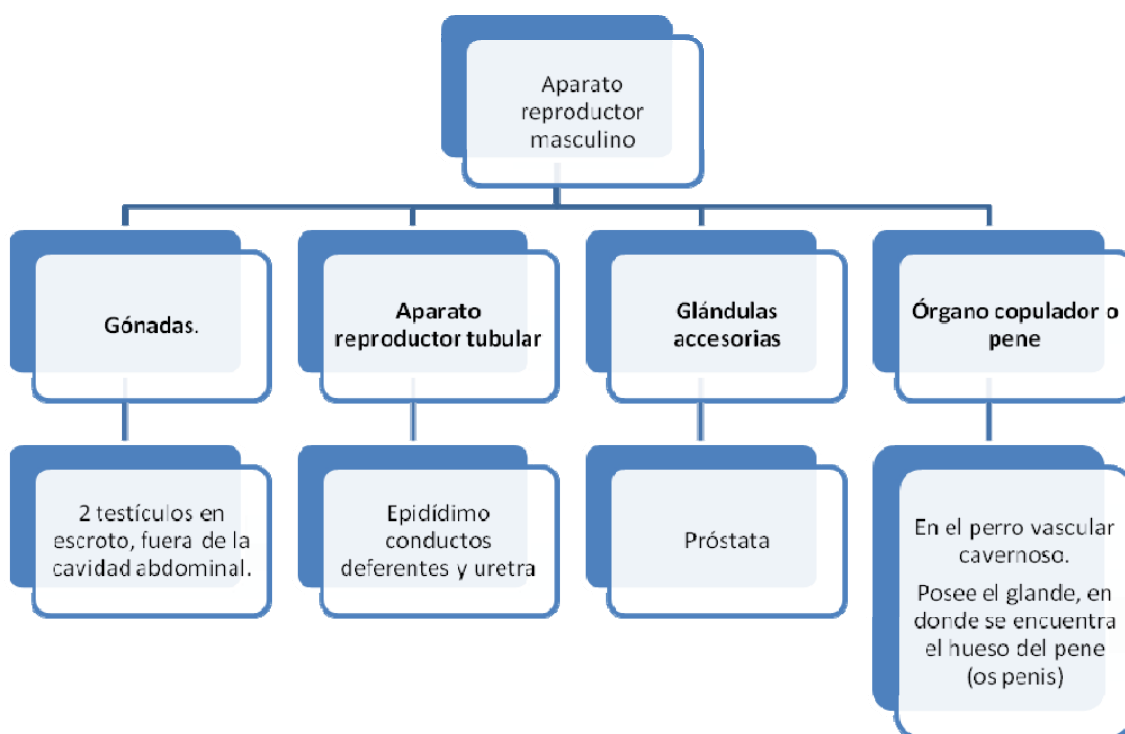 Aparato
reproductor
masculino
Gónadas.
Aparato
reproductor tubular
Glándulas
accesorias
Órgano copulador o
pene
2 testículos en
escroto, fuera de la
cavidad abdominal.
Epidídimo
conductos
deferentes y uretra
Próstata
En el perro vascular
cavernoso.
Posee el glande, en
donde se encuentra
el hueso del pene
(os penis)